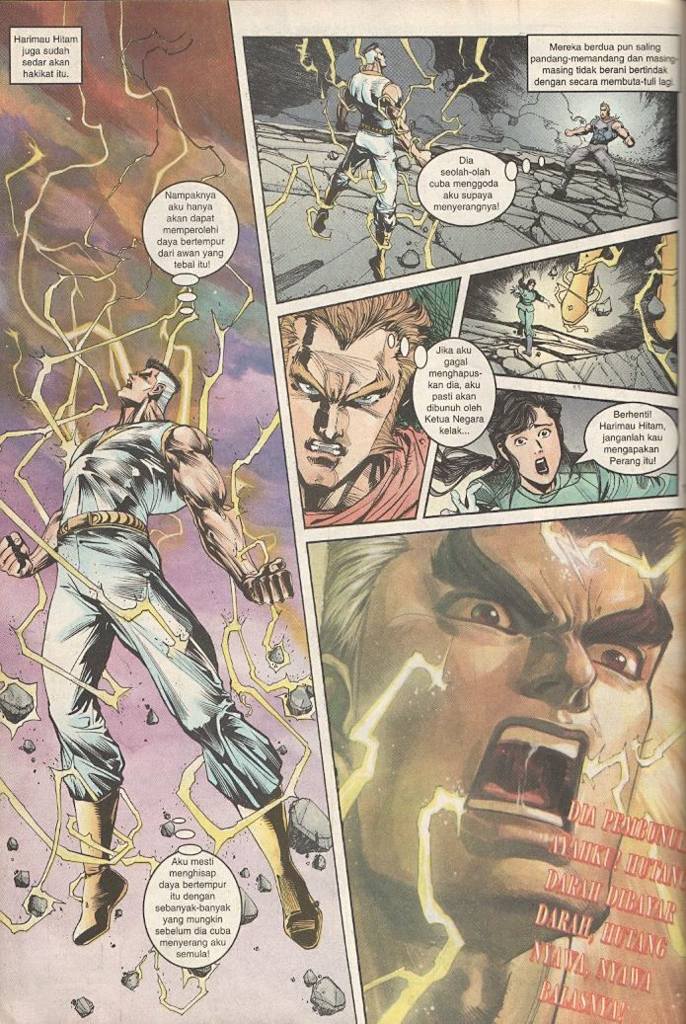 Harimau Hitam
juga sudah
sedar akan
hakikat itu.
Nampaknya
aku hanya
akan dapat
memperolehi
daya bertempur
dari awan yang
tebal itu!
Aku mesti
menghisap
daya bertempur
itu dengan
sebanyak-banyak
yang mungkin
sebelum dia cuba
menyerang aku
semula!
Mereka berdua pun saling
pandang-memandang dan masing-
masing tidak berani bertindak
dengan secara membuta-tuli lagi.
Dia
seolah-olah
cuba menggoda
aku supaya
menyerangnya!
Jika aku
gagal
menghapus-
kan dia, aku
pasti akan
dibunuh oleh
Ketua Negara
kelak...
Berhenti!
Harimau Hitam,
janganlah kau
mengapakan
Perang itu!
DIA PEMBUNUH
AYAHKU! HUTANG
DARAH DIBAYAR
DARAH, HUTANG
NYAWA, NYAWA
BALASNYA!